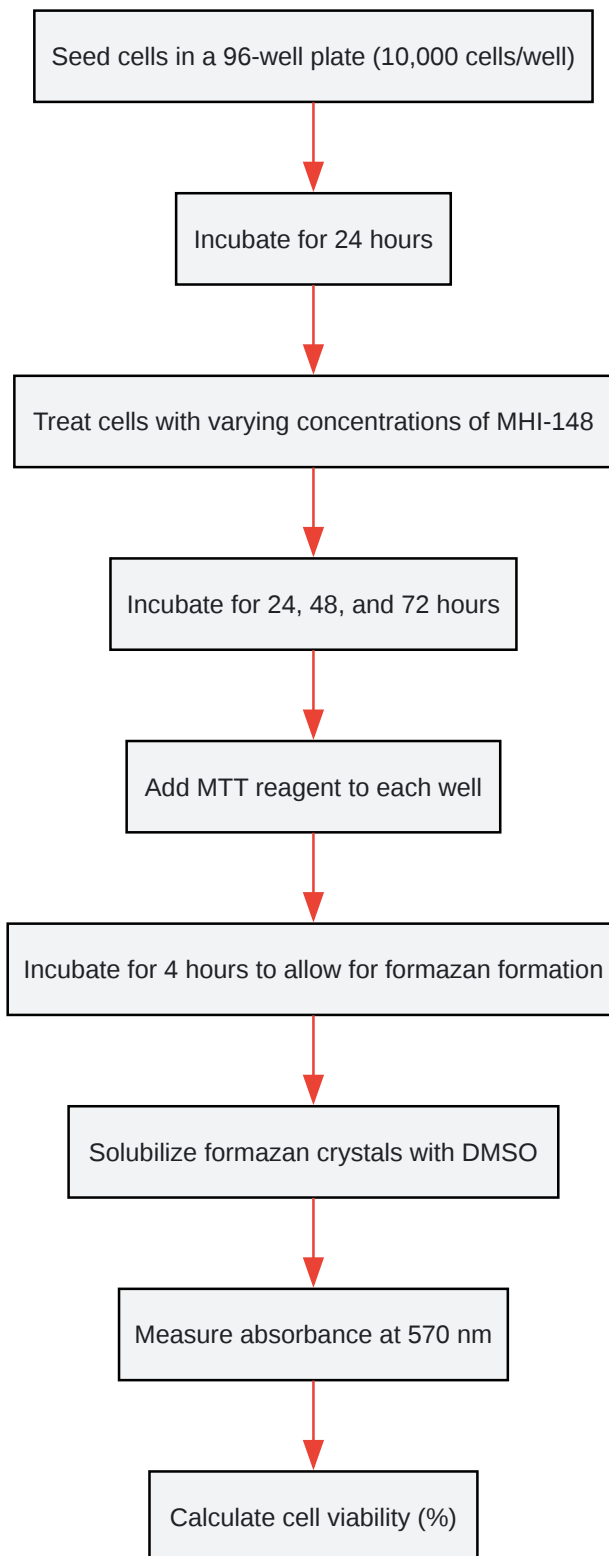 Seed cells in a 96-well plate (10,000 cells/well)
Incubate for 24 hours
Treat cells with varying concentrations of MHI-148
Incubate for 24, 48, and 72 hours
Add MTT reagent to each well
Incubate for 4 hours to allow for formazan formation
Solubilize formazan crystals with DMSO
Measure absorbance at 570 nm
Calculate cell viability (%)